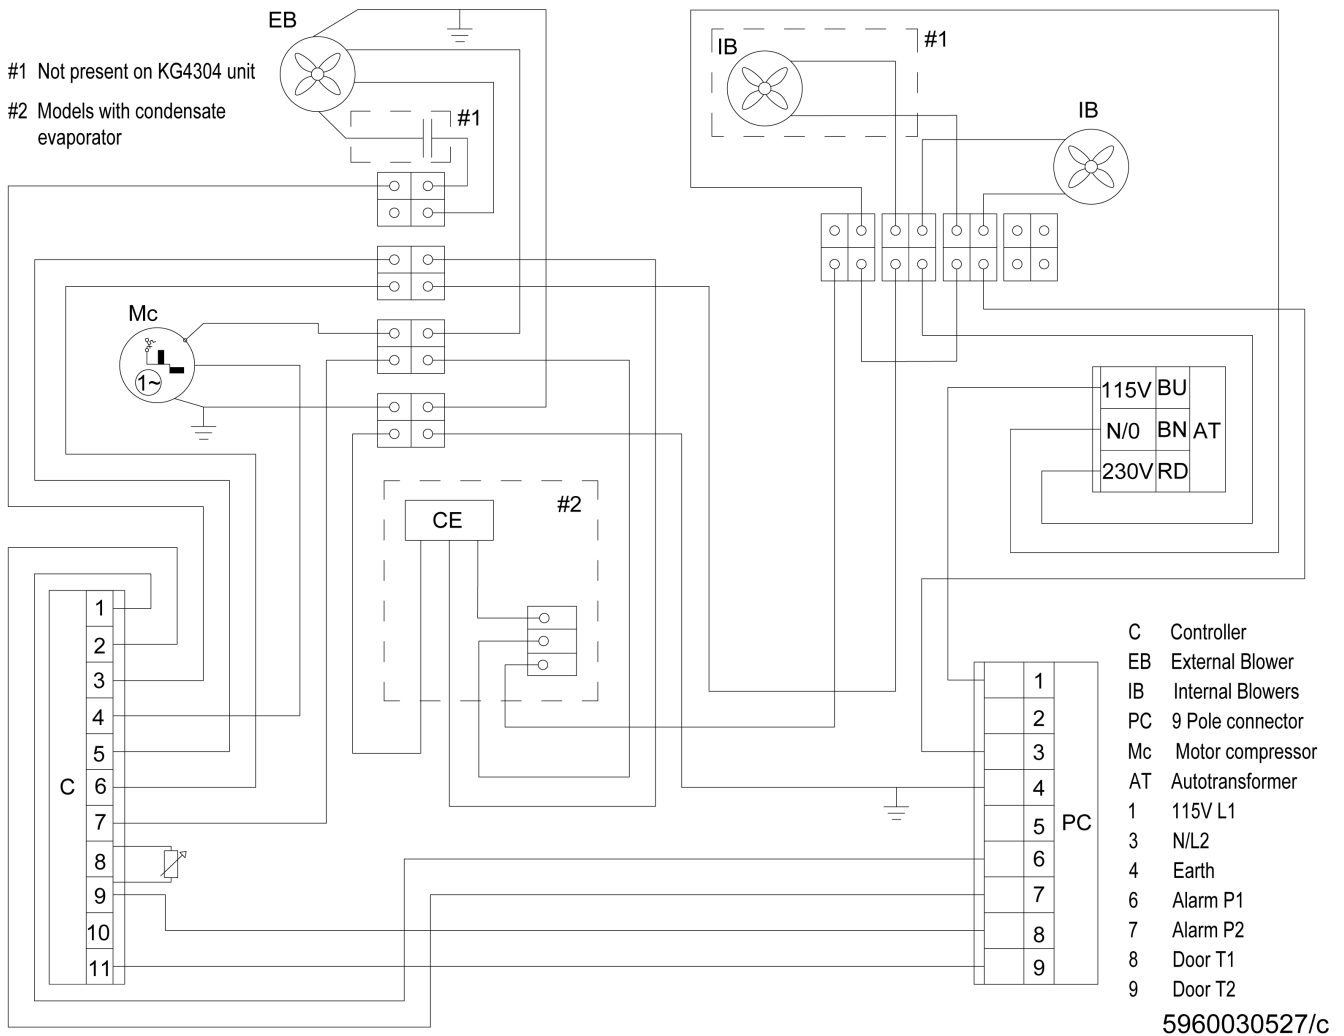 EB
#1 Not present on KG4304 unit
#2 Models with condensate
evaporator
#1
IB
#1
IB
Mc
1~
115V BU
N/0 BN AT
230V RD
CE
#2
C
1
2
3
4
5
6
7
8
9
10
11
PC
1
2
3
4
5
6
7
8
9
C Controller
EB External Blower
IB Internal Blowers
PC 9 Pole connector
Mc Motor compressor
AT Autotransformer
1 115V L1
3 N/L2
4 Earth
6 Alarm P1
7 Alarm P2
8 Door T1
9 Door T2
5960030527/c